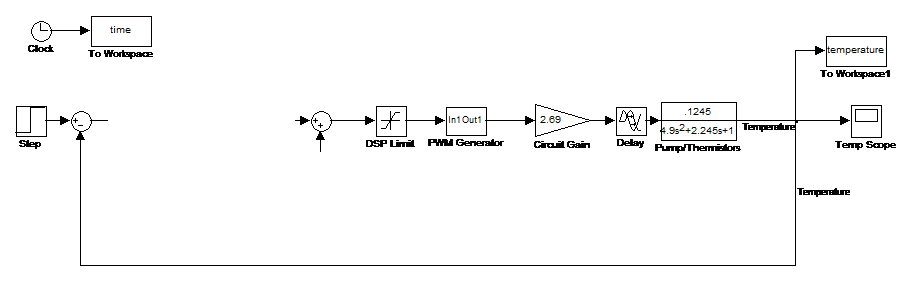 time
Clock
To Workspace
temperature
To Workspace1
Step
DSP Limit
In1 Out1
PWM Generator
2.69
Circuit Gain
Delay
.1245
4.9s2+2.245s+1
Pump/Thermistors
Temperature
Temp Scope
Temperature